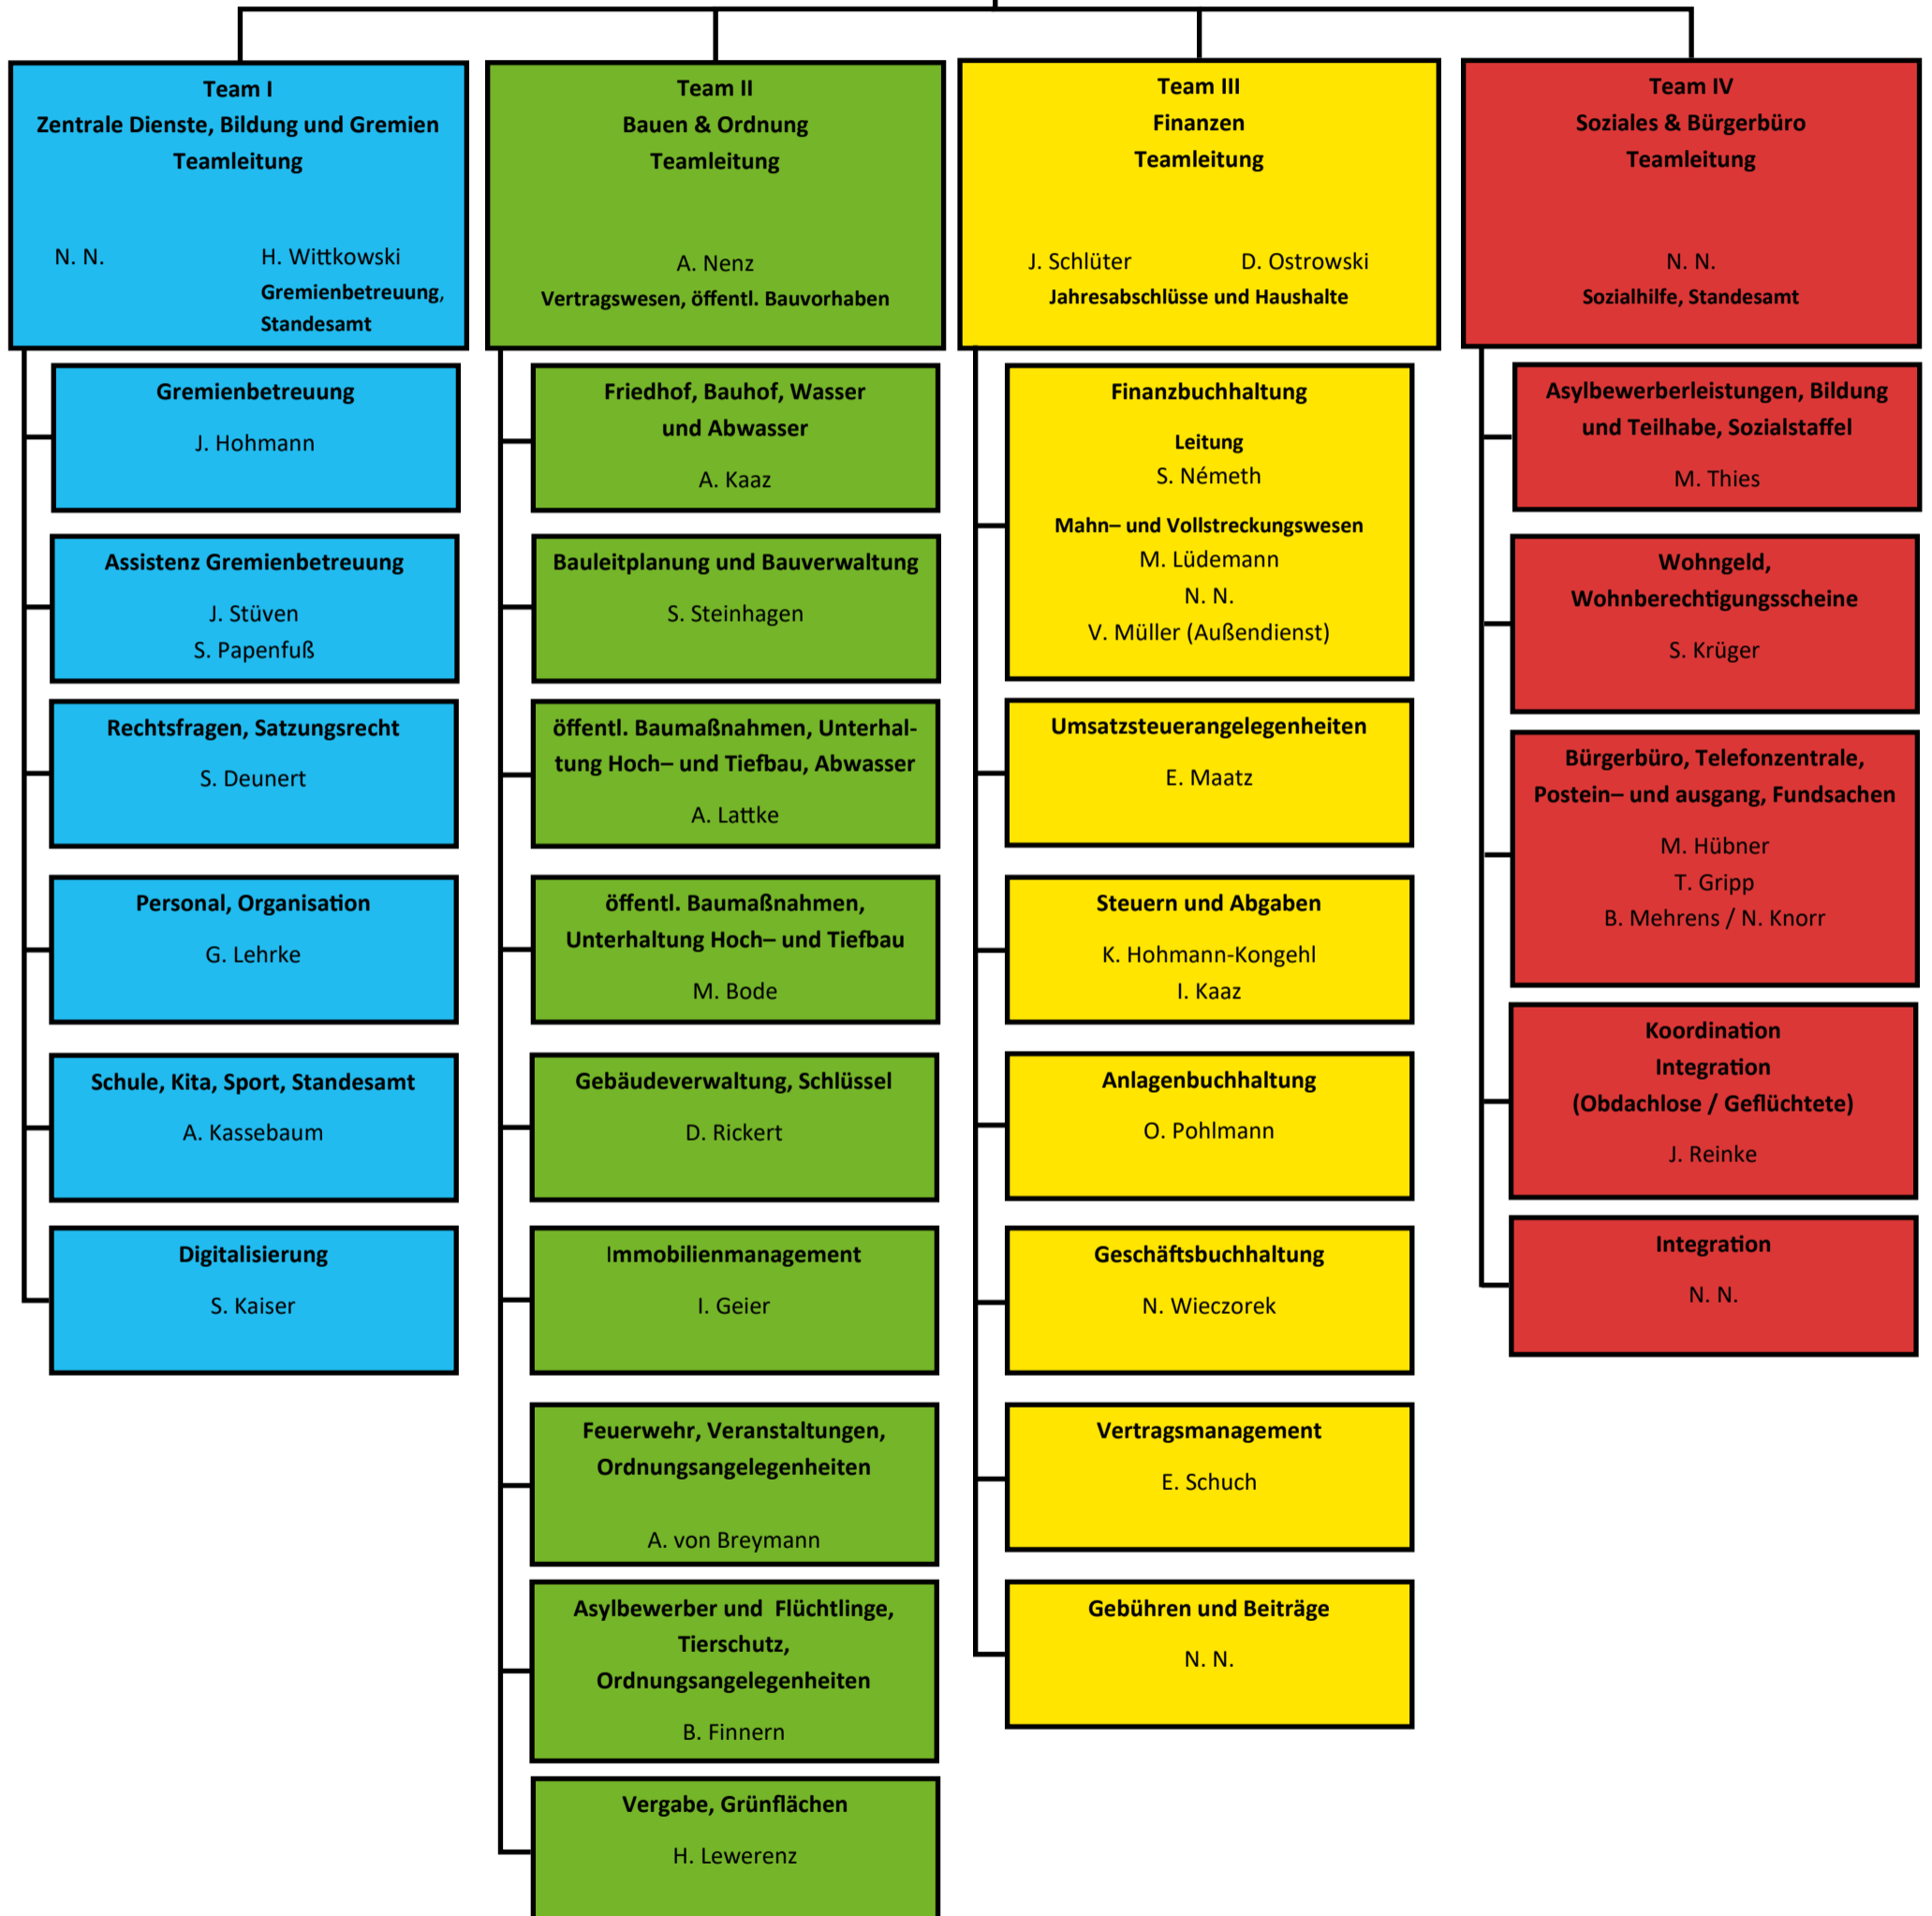 Team I
Zentrale Dienste, Bildung und Gremien
Teamleitung
N. N.
H. Wittkowski
Gremienbetreuung,
Standesamt
Gremienbetreuung
J. Hohmann
Assistenz Gremienbetreuung
J. Stüven
S. Papenfuß
Rechtsfragen, Satzungsrecht
S. Deunert
Personal, Organisation
G. Lehrke
Schule, Kita, Sport, Standesamt
A. Kassebaum
Digitalisierung
S. Kaiser
Team II
Bauen & Ordnung
Teamleitung
A. Nenz
Vertragswesen, öffentl. Bauvorhaben
Friedhof, Bauhof, Wasser
und Abwasser
A. Kaaz
Bauleitplanung und Bauverwaltung
S. Steinhagen
öffentl. Baumaßnahmen, Unterhal-
tung Hoch– und Tiefbau, Abwasser
A. Lattke
öffentl. Baumaßnahmen,
Unterhaltung Hoch– und Tiefbau
M. Bode
Gebäudeverwaltung, Schlüssel
D. Rickert
Immobilienmanagement
I. Geier
Feuerwehr, Veranstaltungen,
Ordnungsangelegenheiten
A. von Breymann
Asylbewerber und Flüchtlinge,
Tierschutz,
Ordnungsangelegenheiten
B. Finnern
Vergabe, Grünflächen
H. Lewerenz
Team III
Finanzen
Teamleitung
J. Schlüter D. Ostrowski
Jahresabschlüsse und Haushalte
Finanzbuchhaltung
Leitung
S. Németh
Mahn– und Vollstreckungswesen
M. Lüdemann
N. N.
V. Müller (Außendienst)
Umsatzsteuerangelegenheiten
E. Maatz
Steuern und Abgaben
K. Hohmann-Kongehl
I. Kaaz
Anlagenbuchhaltung
O. Pohlmann
Geschäftsbuchhaltung
N. Wieczorek
Vertragsmanagement
E. Schuch
Gebühren und Beiträge
N. N.
Team IV
Soziales & Bürgerbüro
Teamleitung
N. N.
Sozialhilfe, Standesamt
Asylbewerberleistungen, Bildung
und Teilhabe, Sozialstaffel
M. Thies
Wohngeld,
Wohnberechtigungsscheine
S. Krüger
Bürgerbüro, Telefonzentrale,
Postein– und ausgang, Fundsachen
M. Hübner
T. Gripp
B. Mehrens / N. Knorr
Koordination
Integration
(Obdachlose / Geflüchtete)
J. Reinke
Integration
N. N.